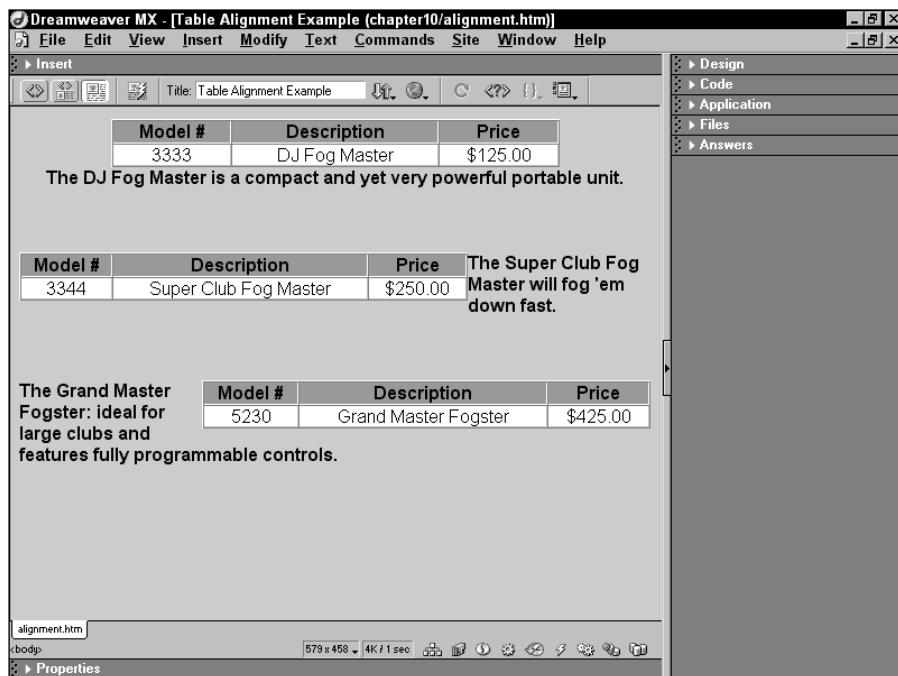 Dreamweaver MX - [Table Alignment Example (chapter10/alignment.htm)]
File Edit View Insert Modify Text Commands Site Window Help
Insert
Title: Table Alignment Example
Model # Description Price
3333 DJ Fog Master $125.00
The DJ Fog Master is a compact and yet very powerful portable unit.
Model # Description Price
3344 Super Club Fog Master $250.00
The Super Club Fog
Master will fog 'em
down fast.
The Grand Master
Fogster: ideal for
large clubs and
features fully programmable controls.
Model # Description Price
5230 Grand Master Fogster $425.00
alignment.htm
<body>
579 x 458 4K / 1 sec
Properties
Design
Code
Application
Files
Answers